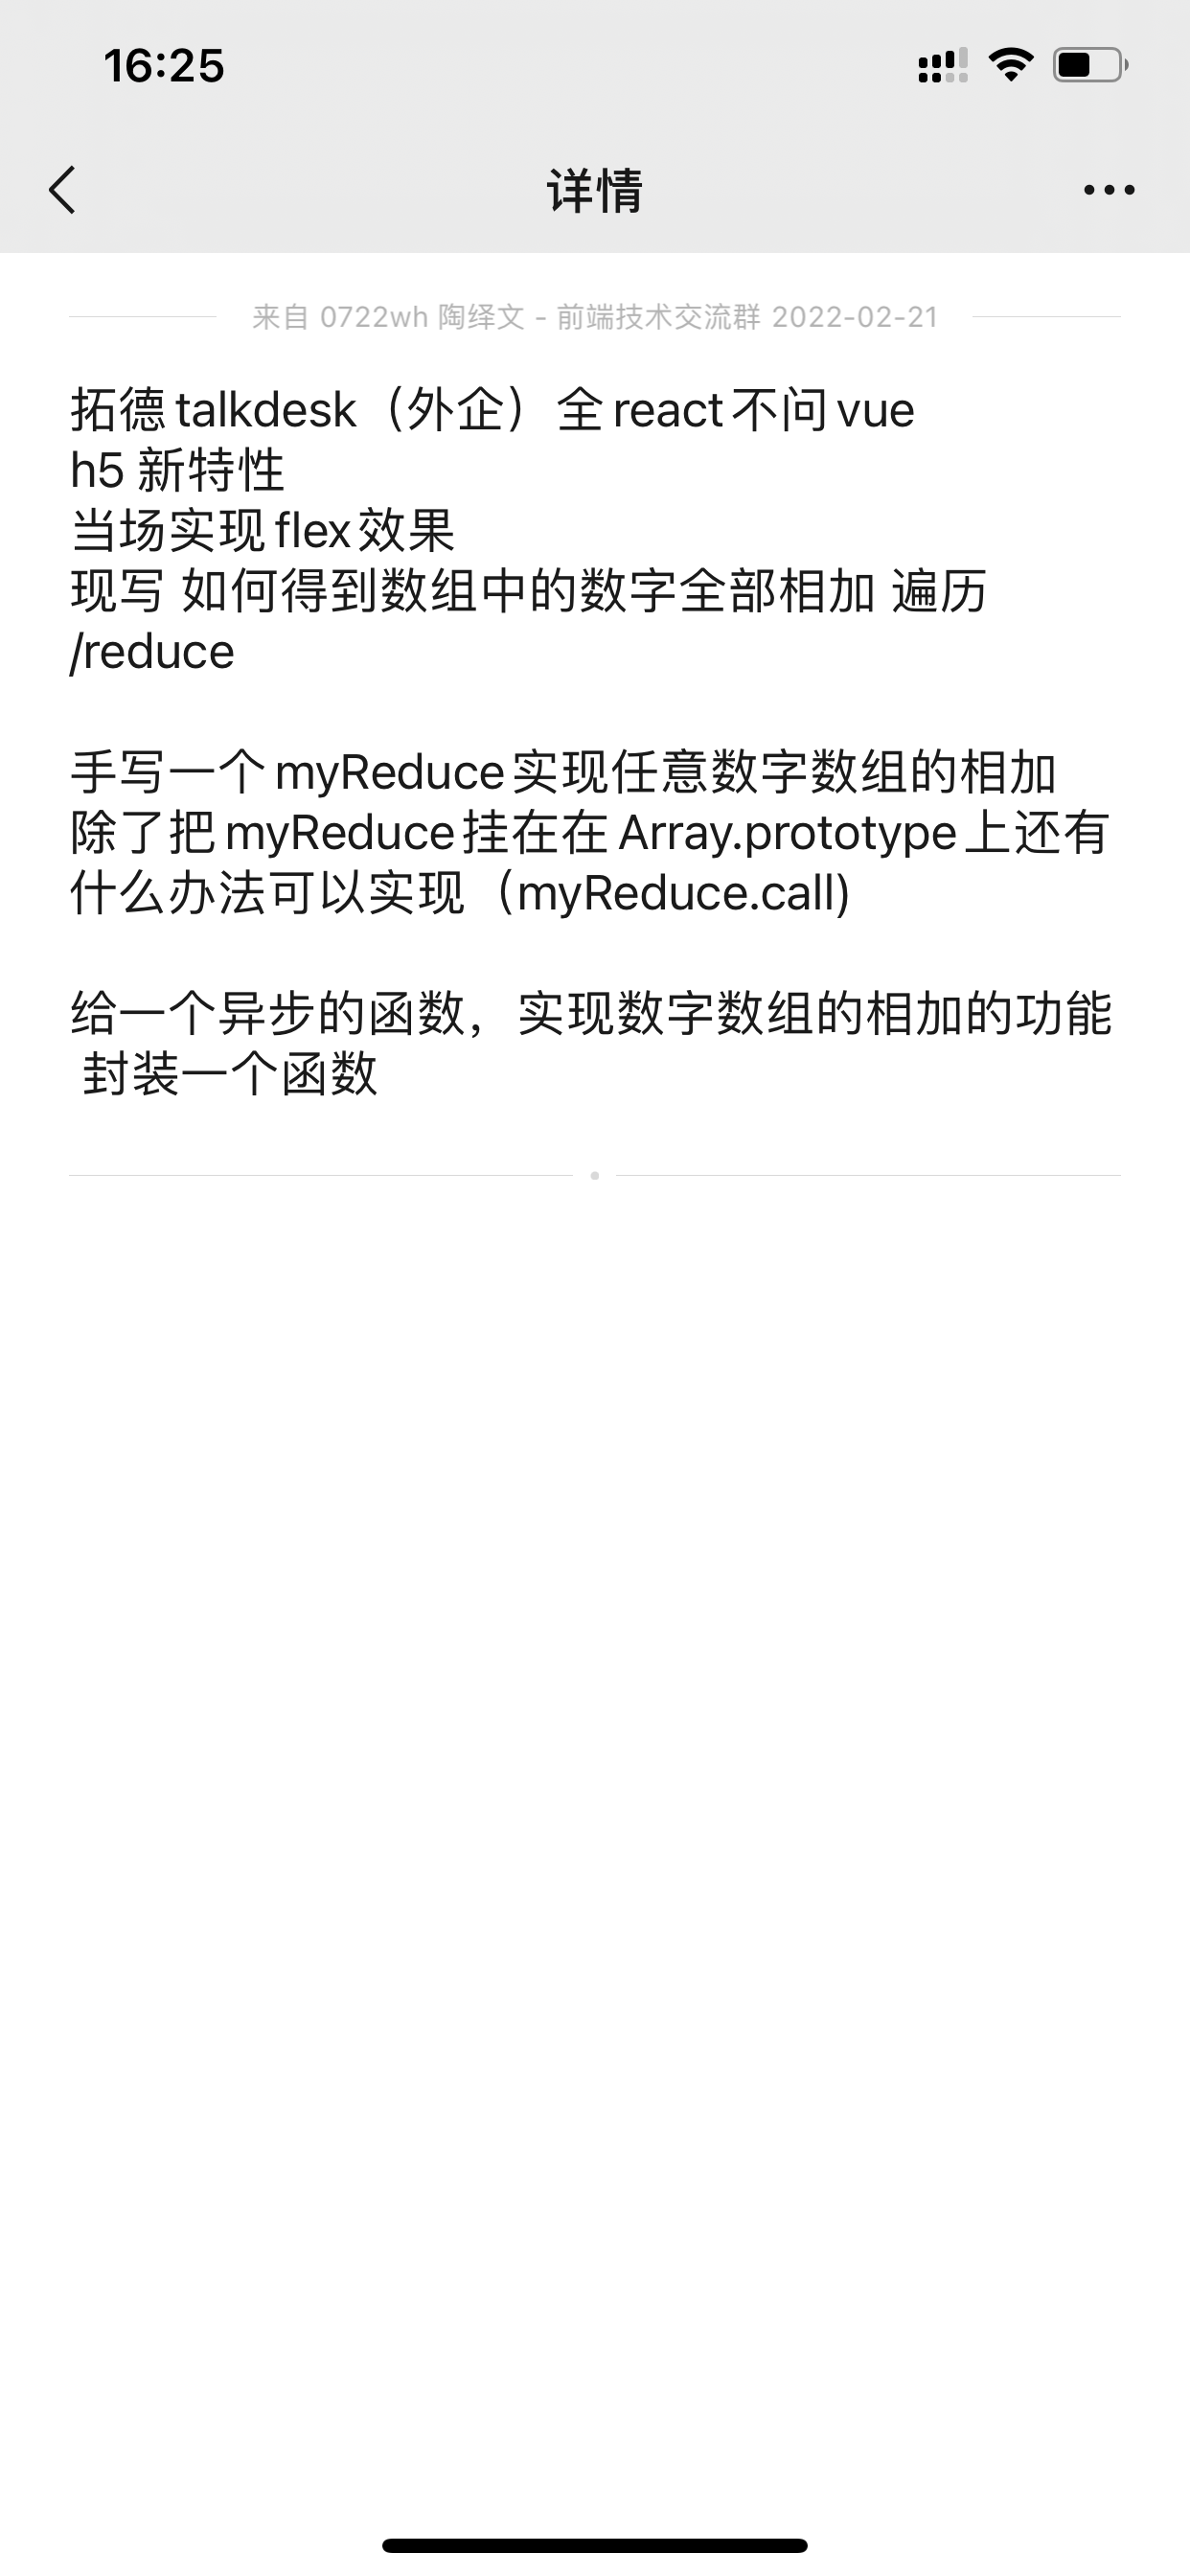 16:25
详情
来自 0722wh 陶绎文 - 前端技术交流群 2022-02-21
拓德 talkdesk（外企）全 react 不问 vue
h5 新特性
当场实现 flex 效果
现写 如何得到数组中的数字全部相加 遍历
/reduce
手写一个 myReduce 实现任意数字数组的相加
除了把 myReduce 挂在在 Array.prototype 上还有
什么办法可以实现（myReduce.call)
给一个异步的函数，实现数字数组的相加的功能
封装一个函数